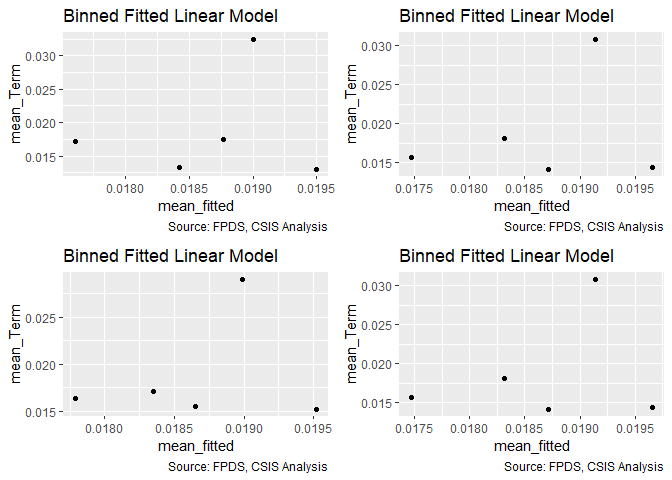 Binned Fitted Linear Model
mean_Term
0.030
0.025
0.020
0.015
0.0180 0.0185 0.0190 0.0195
mean_fitted
Source: FPDS, CSIS Analysis
Binned Fitted Linear Model
mean_Term
0.030
0.025
0.020
0.015
0.0175 0.0180 0.0185 0.0190 0.0195
mean_fitted
Source: FPDS, CSIS Analysis
Binned Fitted Linear Model
mean_Term
0.025
0.020
0.015
0.0180 0.0185 0.0190 0.0195
mean_fitted
Source: FPDS, CSIS Analysis
Binned Fitted Linear Model
mean_Term
0.030
0.025
0.020
0.015
0.0175 0.0180 0.0185 0.0190 0.0195
mean_fitted
Source: FPDS, CSIS Analysis